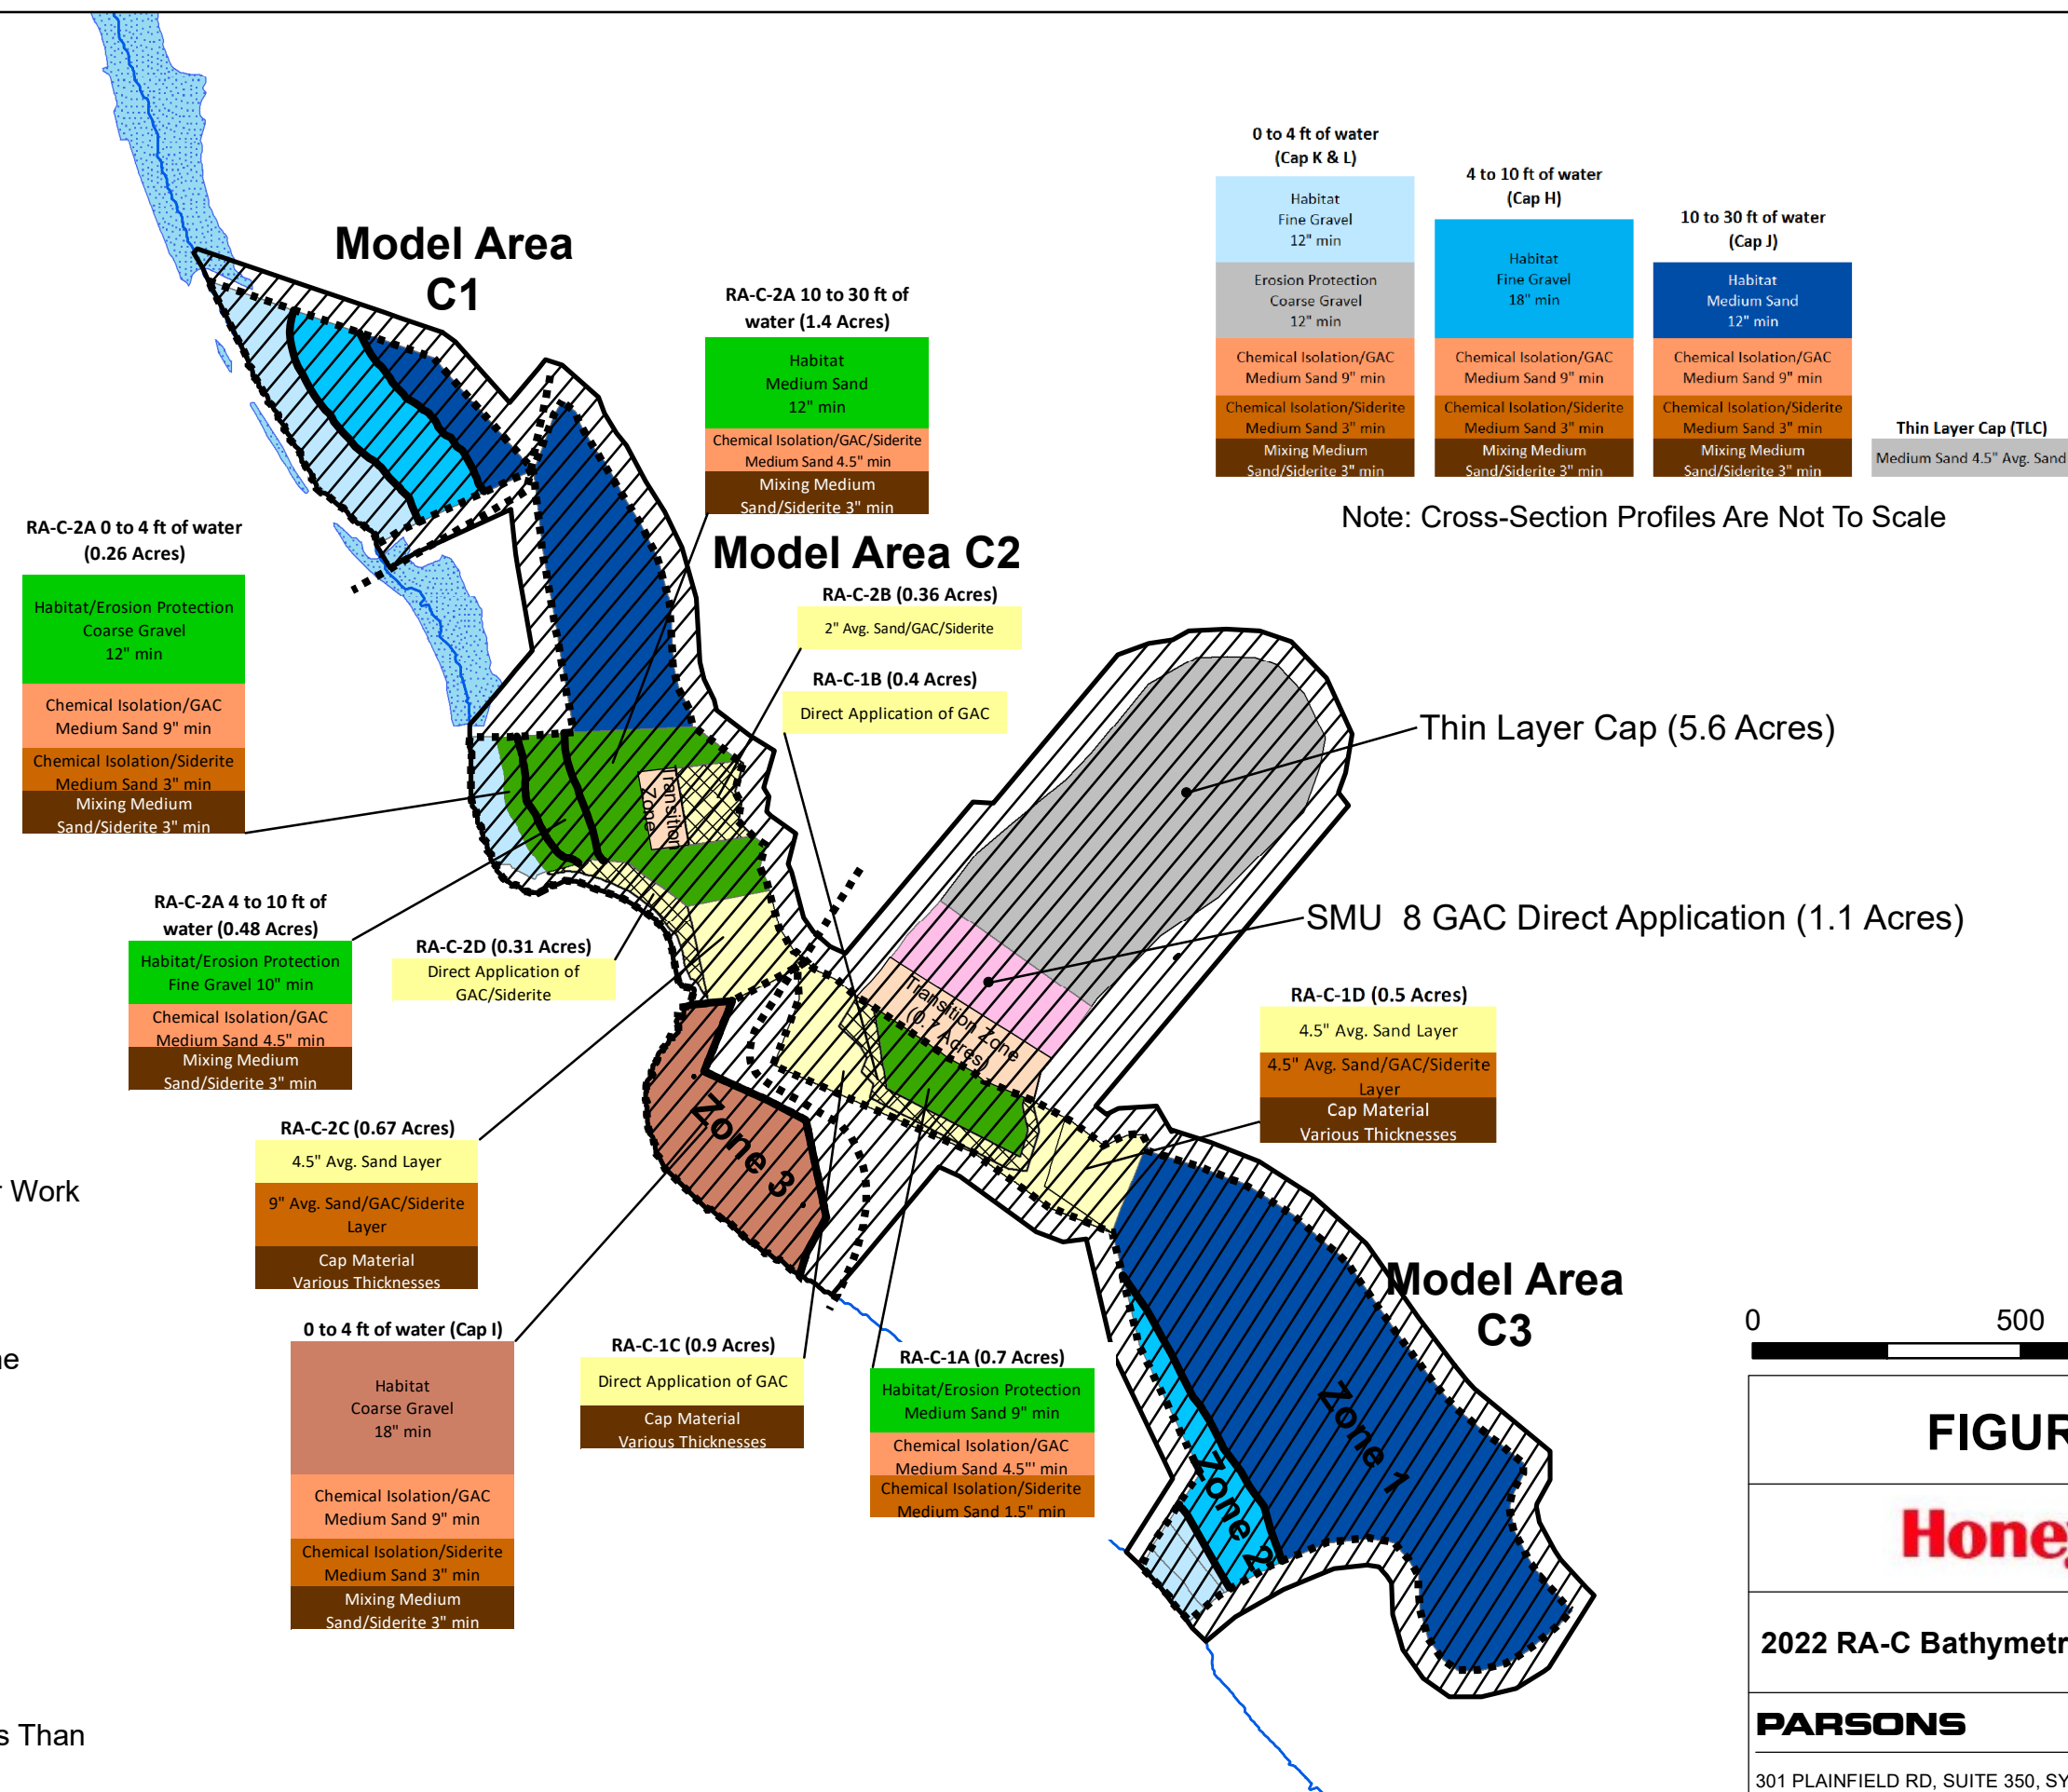 Model Area
C1
RA-C-2A 10 to 30 ft of
water (1.4 Acres)
Habitat
Medium Sand
12" min
Chemical Isolation/GAC/Siderite
Medium Sand 4.5" min
Mixing Medium
Sand/Siderite 3" min
0 to 4 ft of water
(Cap K & L)
Habitat
Fine Gravel
12" min
Erosion Protection
Coarse Gravel
12" min
Chemical Isolation/GAC
Medium Sand 9" min
Chemical Isolation/Siderite
Medium Sand 3" min
Mixing Medium
Sand/Siderite 3" min
4 to 10 ft of water
(Cap H)
Habitat
Fine Gravel
18" min
Chemical Isolation/GAC
Medium Sand 9" min
Chemical Isolation/Siderite
Medium Sand 3" min
Mixing Medium
Sand/Siderite 3" min
10 to 30 ft of water
(Cap J)
Habitat
Medium Sand
12" min
Chemical Isolation/GAC
Medium Sand 9" min
Chemical Isolation/Siderite
Medium Sand 3" min
Mixing Medium
Sand/Siderite 3" min
Thin Layer Cap (TLC)
Medium Sand 4.5" Avg. Sand
Note: Cross-Section Profiles Are Not To Scale
RA-C-2A 0 to 4 ft of water
(0.26 Acres)
Habitat/Erosion Protection
Coarse Gravel
12" min
Chemical Isolation/GAC
Medium Sand 9" min
Chemical Isolation/Siderite
Medium Sand 3" min
Mixing Medium
Sand/Siderite 3" min
Model Area C2
RA-C-2B (0.36 Acres)
2" Avg. Sand/GAC/Siderite
RA-C-1B (0.4 Acres)
Direct Application of GAC
Thin Layer Cap (5.6 Acres)
Transition
Zone
RA-C-2A 4 to 10 ft of
water (0.48 Acres)
Habitat/Erosion Protection
Fine Gravel 10" min
Chemical Isolation/GAC
Medium Sand 4.5" min
Mixing Medium
Sand/Siderite 3" min
RA-C-2D (0.31 Acres)
Direct Application of
GAC/Siderite
SMU 8 GAC Direct Application (1.1 Acres)
Transition Zone
(0.7 Acres)
RA-C-1D (0.5 Acres)
4.5" Avg. Sand Layer
4.5" Avg. Sand/GAC/Siderite
Layer
Cap Material
Various Thicknesses
RA-C-2C (0.67 Acres)
4.5" Avg. Sand Layer
9" Avg. Sand/GAC/Siderite
Layer
Cap Material
Various Thicknesses
Zone 3
Work
0 to 4 ft of water (Cap I)
Habitat
Coarse Gravel
18" min
Chemical Isolation/GAC
Medium Sand 9" min
Chemical Isolation/Siderite
Medium Sand 3" min
Mixing Medium
Sand/Siderite 3" min
RA-C-1C (0.9 Acres)
Direct Application of GAC
Cap Material
Various Thicknesses
RA-C-1A (0.7 Acres)
Habitat/Erosion Protection
Medium Sand 9" min
Chemical Isolation/GAC
Medium Sand 4.5"' min
Chemical Isolation/Siderite
Medium Sand 1.5" min
Model Area
C3
Zone 1
Zone 2
Than
0 500
FIGUR
Hone
2022 RA-C Bathymetr
PARSONS
301 PLAINFIELD RD, SUITE 350, SY